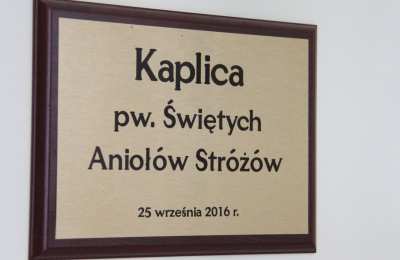 Kaplica
pw. Świętych
Aniołów Stróżów
25 września 2016 r.